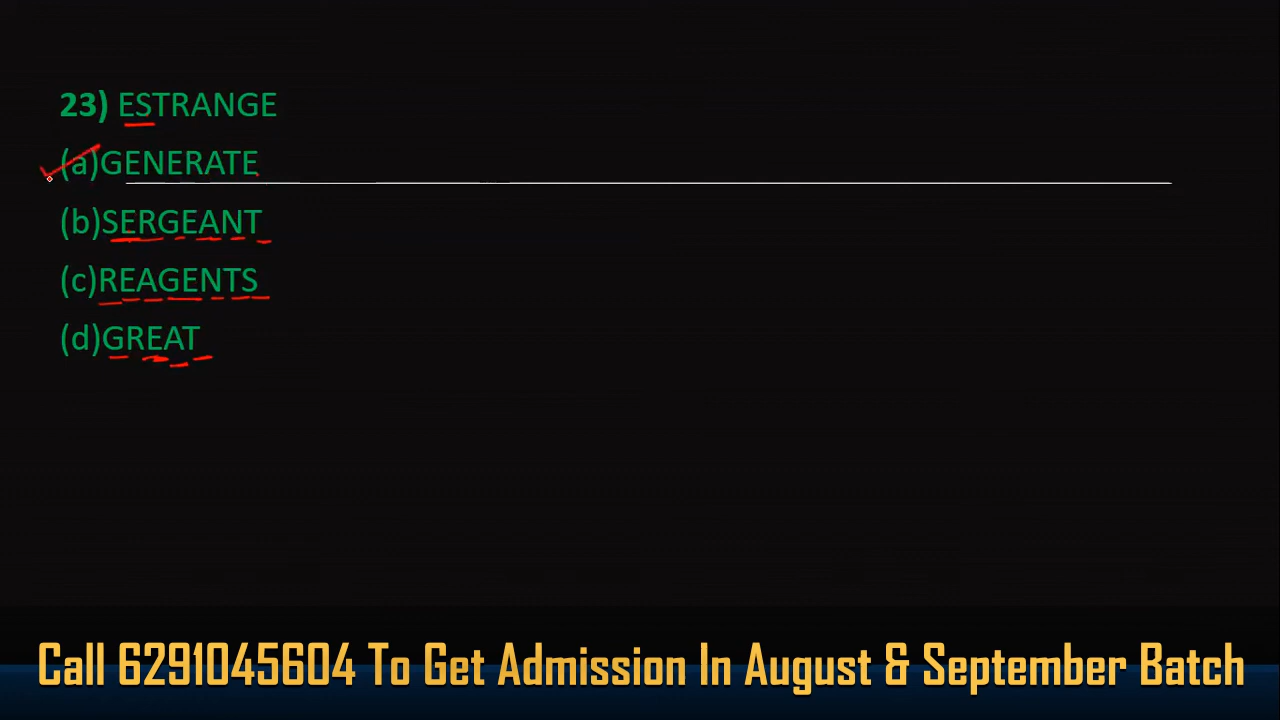 23) ESTRANGE
(a)GENERATE
(b)SERGEANT
(c)REAGENTS
(d)GREAT
Call 6291045604 To Get Admission In August & September Batch